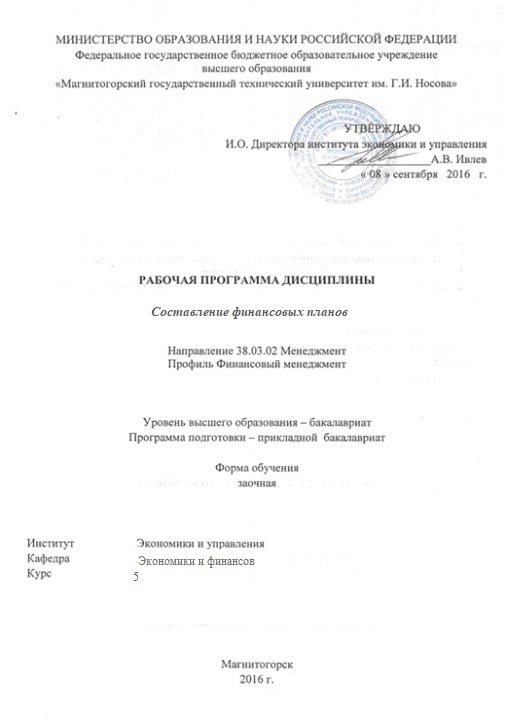 МИНИСТЕРСТВО ОБРАЗОВАНИЯ И НАУКИ РОССИЙСКОЙ ФЕДЕРАЦИИ
Федеральное государственное бюджетное образовательное учреждение
высшего образования
«Магнитогорский государственный технический университет им. Г.И. Носова»
УТВЕРЖДАЮ
И.О. Директора института экономики и управления
А.В. Ивлев
« 08 » сентября 2016 г.
РАБОЧАЯ ПРОГРАММА ДИСЦИПЛИНЫ
Составление финансовых планов
Направление 38.03.02 Менеджмент
Профиль Финансовый менеджмент
Уровень высшего образования – бакалавриат
Программа подготовки – прикладной бакалавриат
Форма обучения
заочная
Институт Экономики и управления
Кафедра Экономики и финансов
Курс 5
Магнитогорск
2016 г.